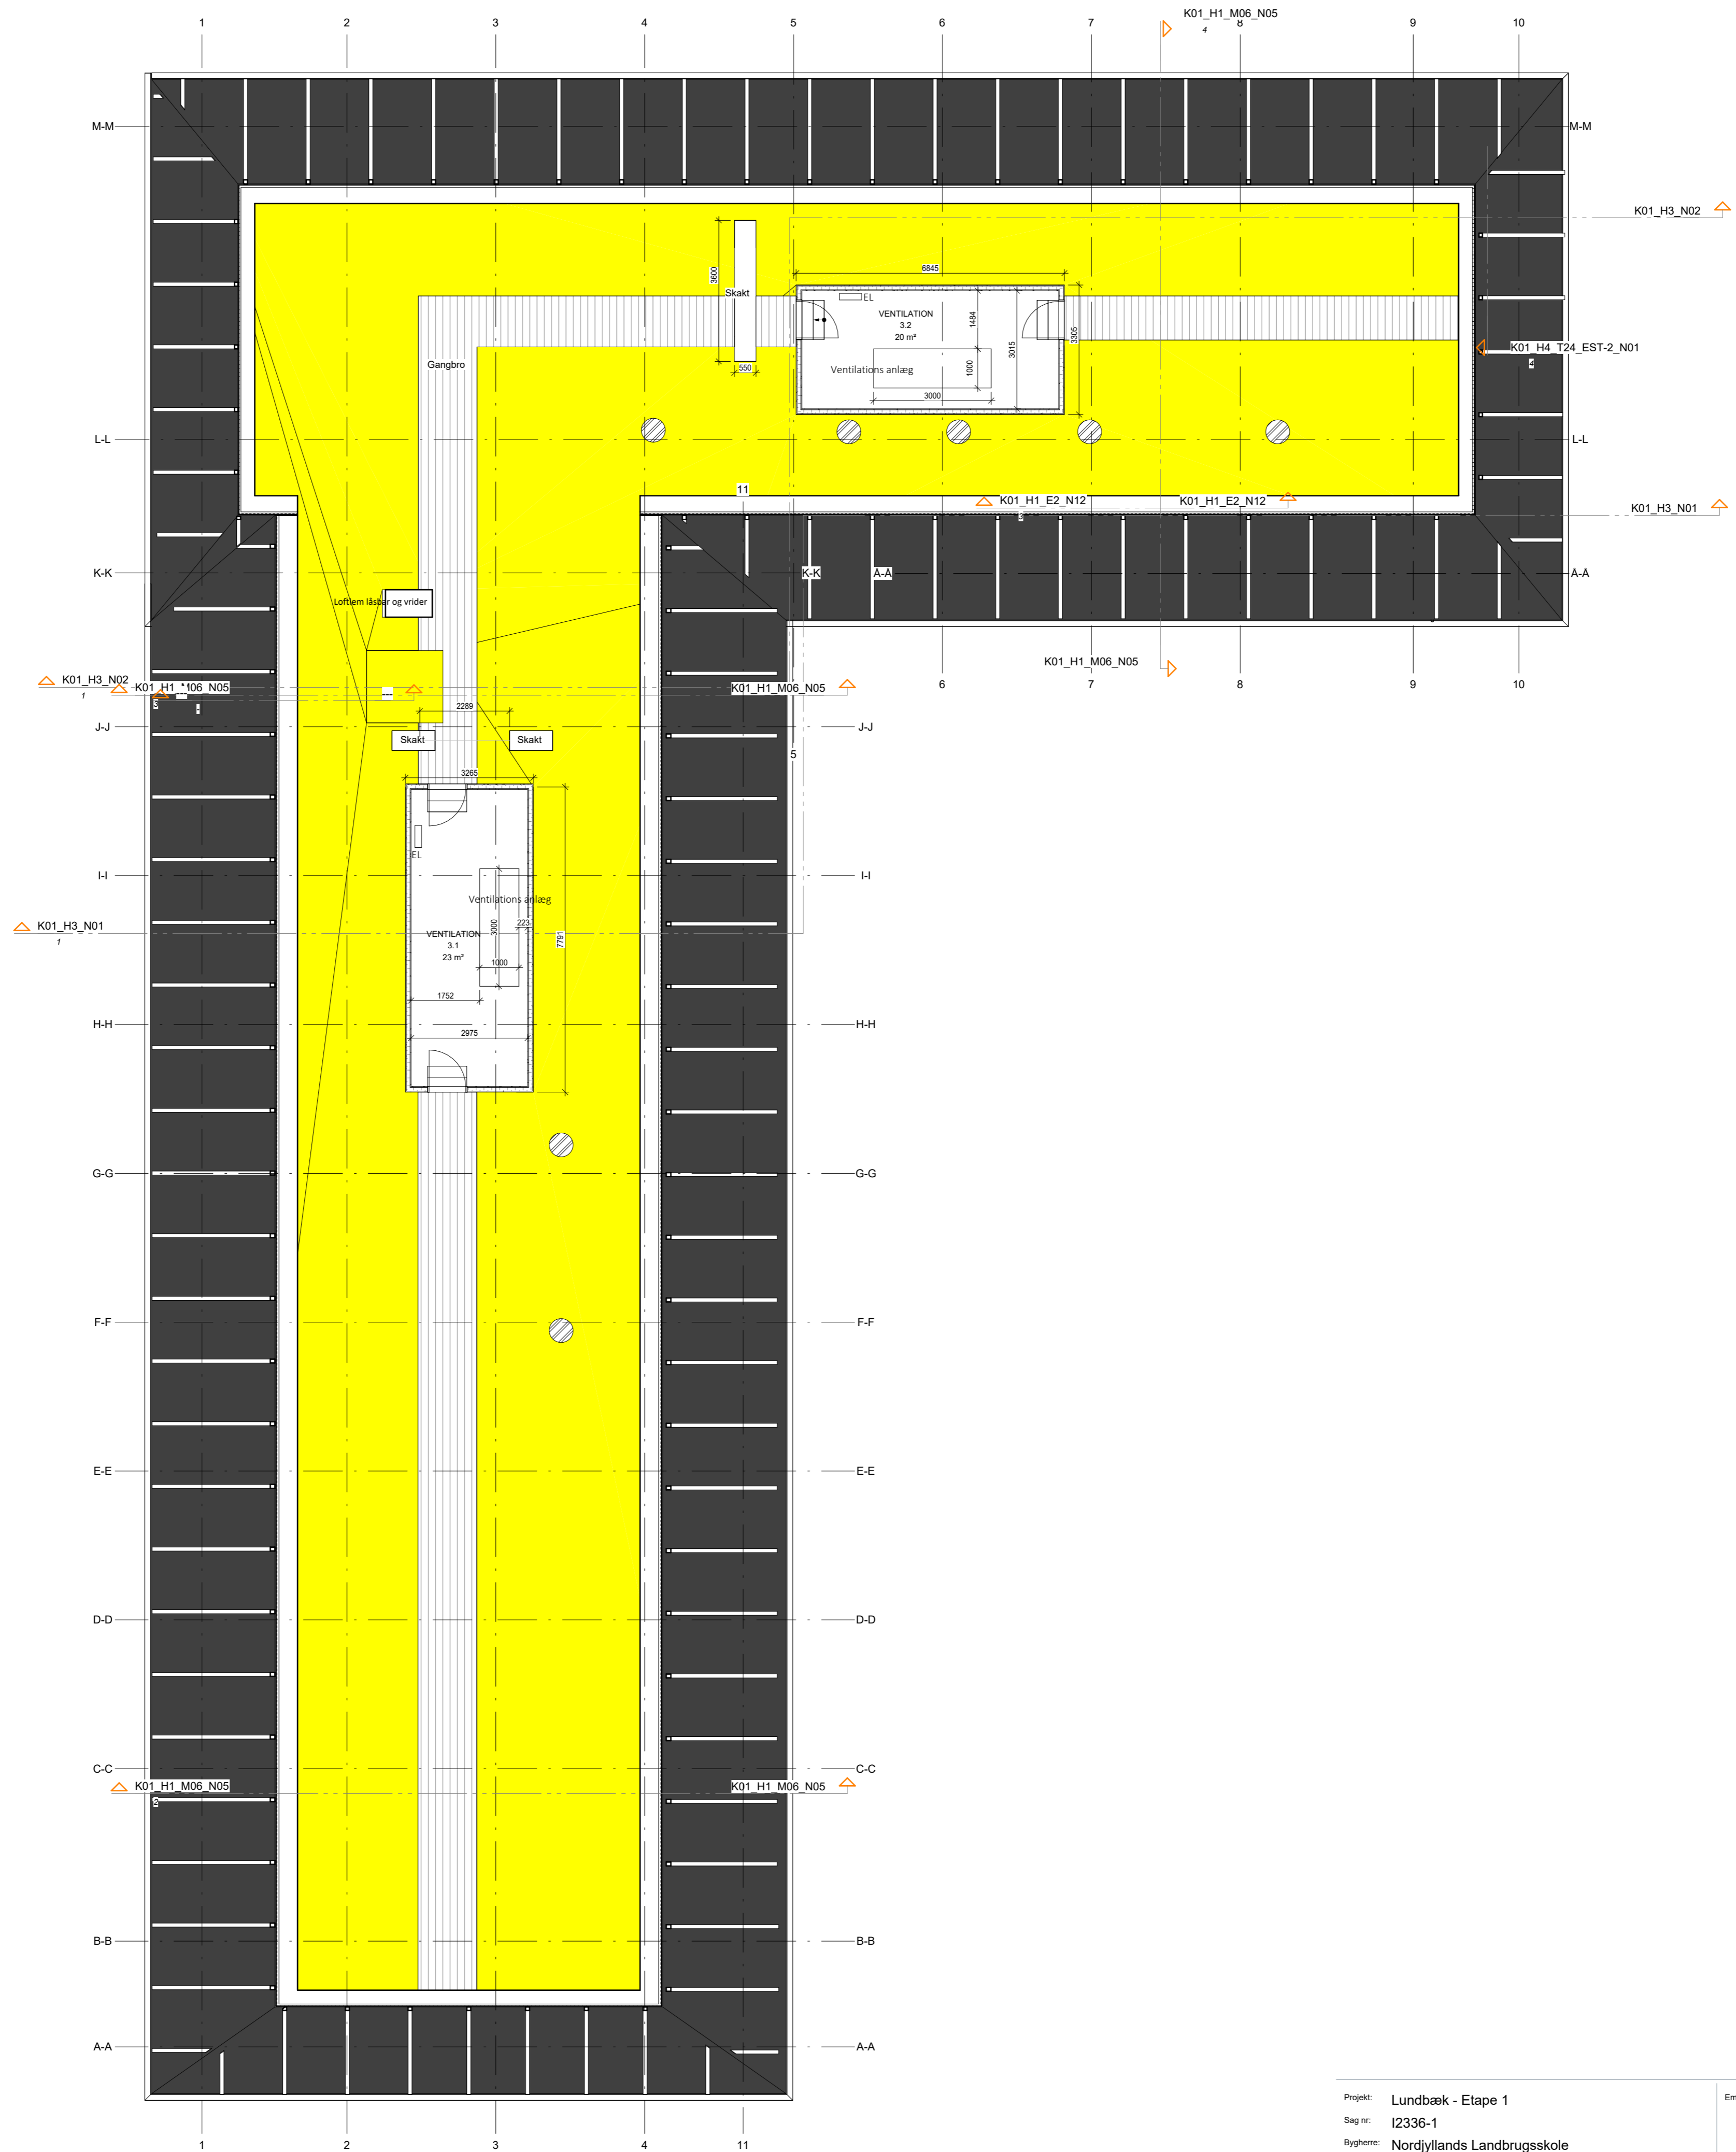 K01_H1_M06_N05
4
1 2 3 4 5 6 7 8 9 10
M-M M-M
K01_H3_N02
3600
Skakt
550
6845
EL
VENTILATION
3.2
20 m²
1484
3015
3305
1000
Ventilations anlæg
3000
K01_H4_T24_EST-2_N01
Gangbro
L-L L-L
11
K01_H1_E2_N12 K01_H1_E2_N12
K01_H3_N01
K-K K-K A-A A-A
Loftlem låsbar og vrider
K01_H1_M06_N05
K01_H3_N02
1
K01_H1_M06_N05 K01_H1_M06_N05
6 7 8 9 10
2289
J-J J-J
Skakt Skakt
5
3265
EL
I-I I-I
Ventilations anlæg
K01_H3_N01
1
VENTILATION
3.1
23 m²
3000
223
7791
1000
1752
H-H H-H
2975
G-G G-G
F-F F-F
E-E E-E
D-D D-D
C-C C-C
K01_H1_M06_N05 K01_H1_M06_N05
B-B B-B
A-A A-A
1 2 3 4 11
Projekt: Lundbæk - Etape 1
Sag nr: I2336-1
Bygherre: Nordjyllands Landbrugsskole